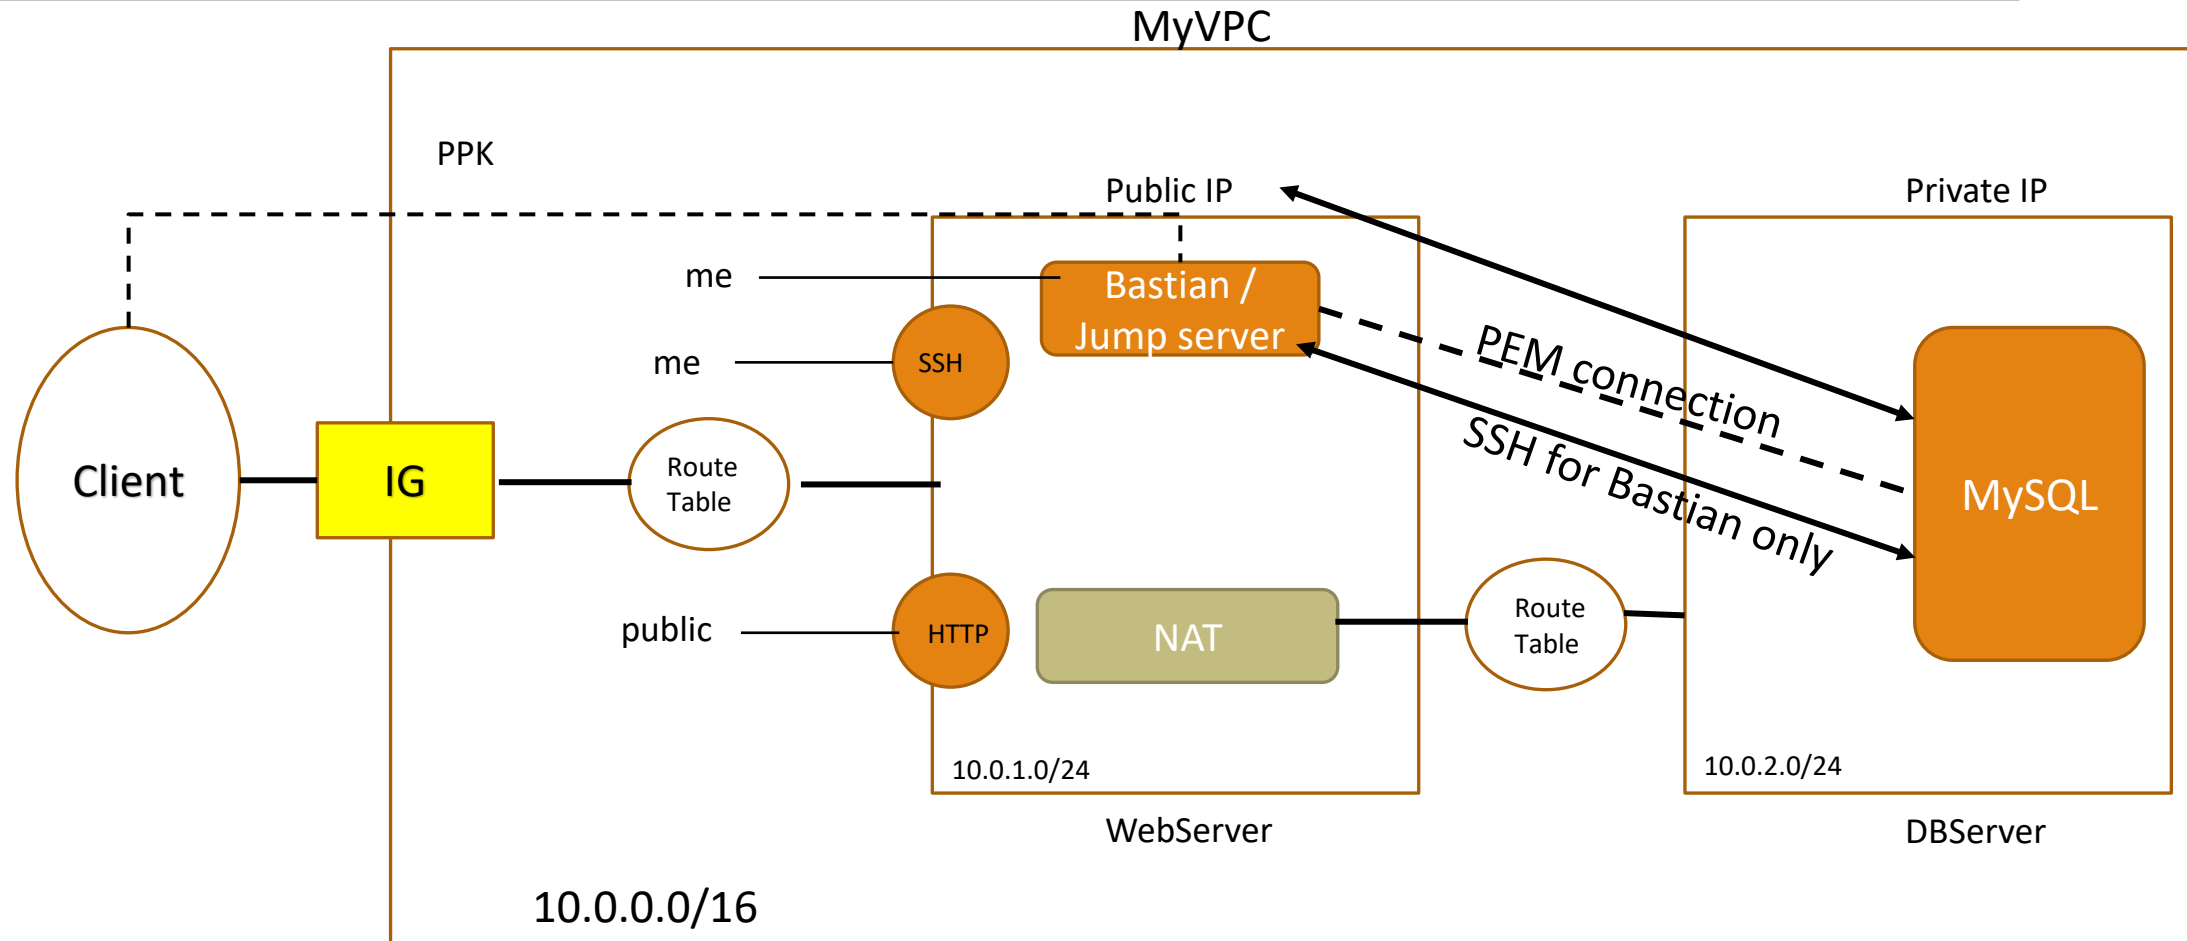 MyVPC
PPK
Public IP
Private IP
me
Bastian /
Jump server
me
SSH
PEM connection
SSH for Bastian only
Client
IG
Route
Table
MySQL
public
HTTP
NAT
Route
Table
10.0.1.0/24
10.0.2.0/24
WebServer
DBServer
10.0.0.0/16